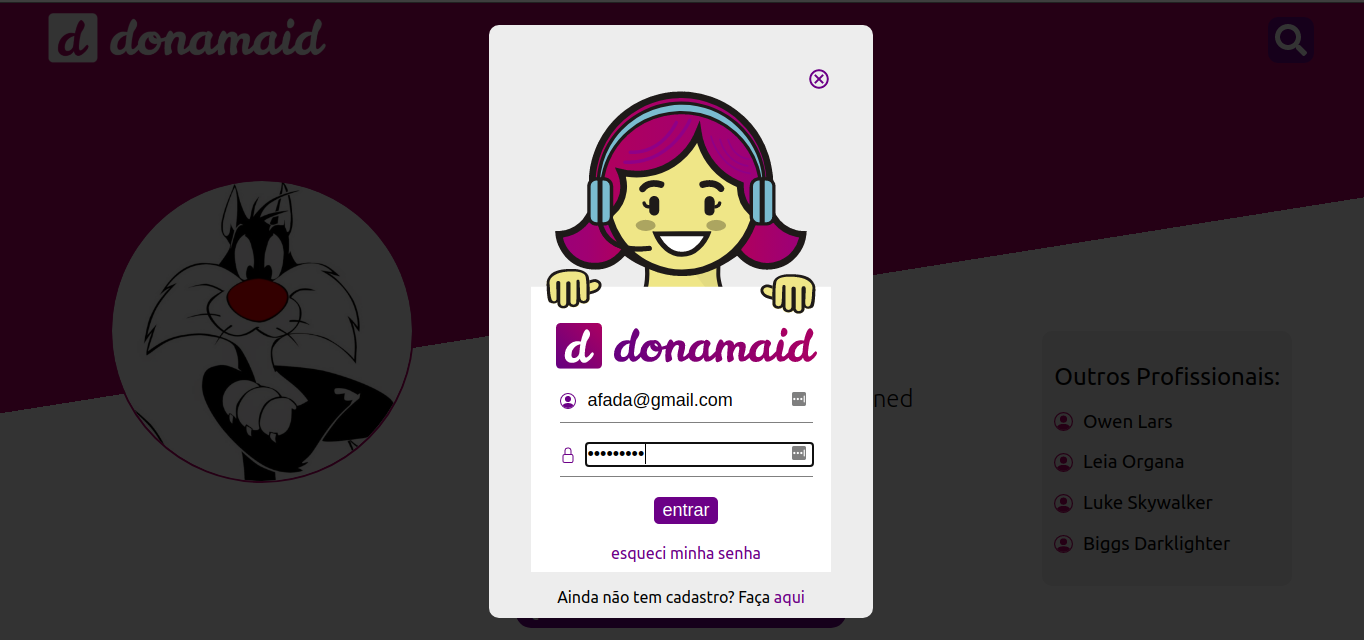 d donamaid
d donamaid
afada@gmail.com
•••••••••
entrar
esqueci minha senha
Ainda não tem cadastro? Faça aqui
ned
Outros Profissionais:
Owen Lars
Leia Organa
Luke Skywalker
Biggs Darklighter